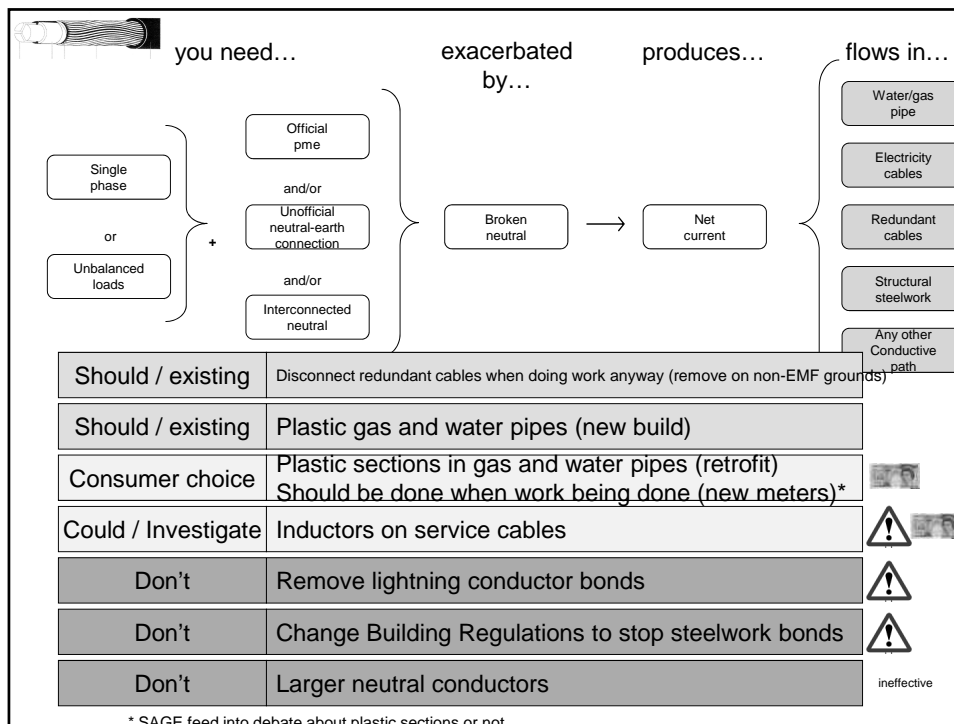 you need…
exacerbated
by…
produces…
flows in…
Single
phase
or
Unbalanced
loads
+
Official
pme
and/or
Unofficial
neutral-earth
connection
and/or
Interconnected
neutral
Broken
neutral
Net
current
Water/gas
pipe
Electricity
cables
Redundant
cables
Structural
steelwork
Any other
Conductive
path
Should / existing
Disconnect redundant cables when doing work anyway (remove on non-EMF grounds)
Should / existing
Plastic gas and water pipes (new build)
Consumer choice
Plastic sections in gas and water pipes (retrofit)
Should be done when work being done (new meters)*
Could / Investigate
Inductors on service cables
Don't
Remove lightning conductor bonds
Don't
Change Building Regulations to stop steelwork bonds
Don't
Larger neutral conductors
ineffective
* SAGE feed into debate about plastic sections or not